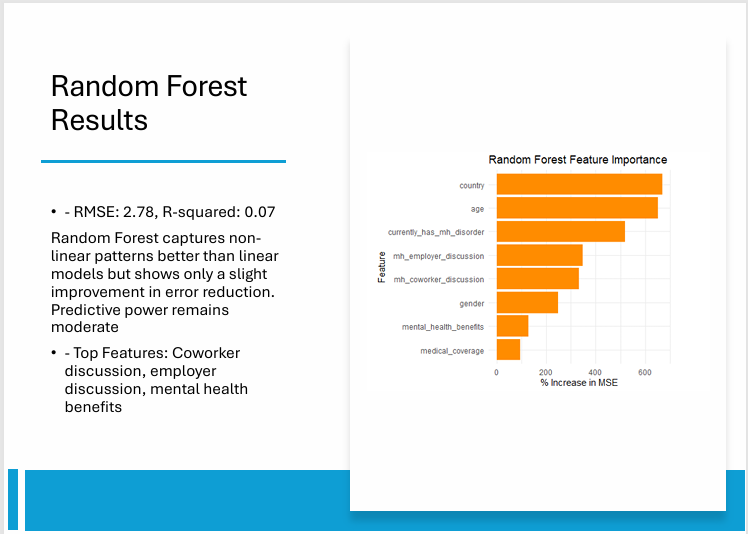 Random Forest
Results
• - RMSE: 2.78, R-squared: 0.07
Random Forest captures non-
linear patterns better than linear
models but shows only a slight
improvement in error reduction.
Predictive power remains
moderate
• - Top Features: Coworker
discussion, employer
discussion, mental health
benefits
Random Forest Feature Importance
Feature
country
age
currently_has_mh_disorder
mh_employer_discussion
mh_coworker_discussion
gender
mental_health_benefits
medical_coverage
0 200 400 600
% Increase in MSE